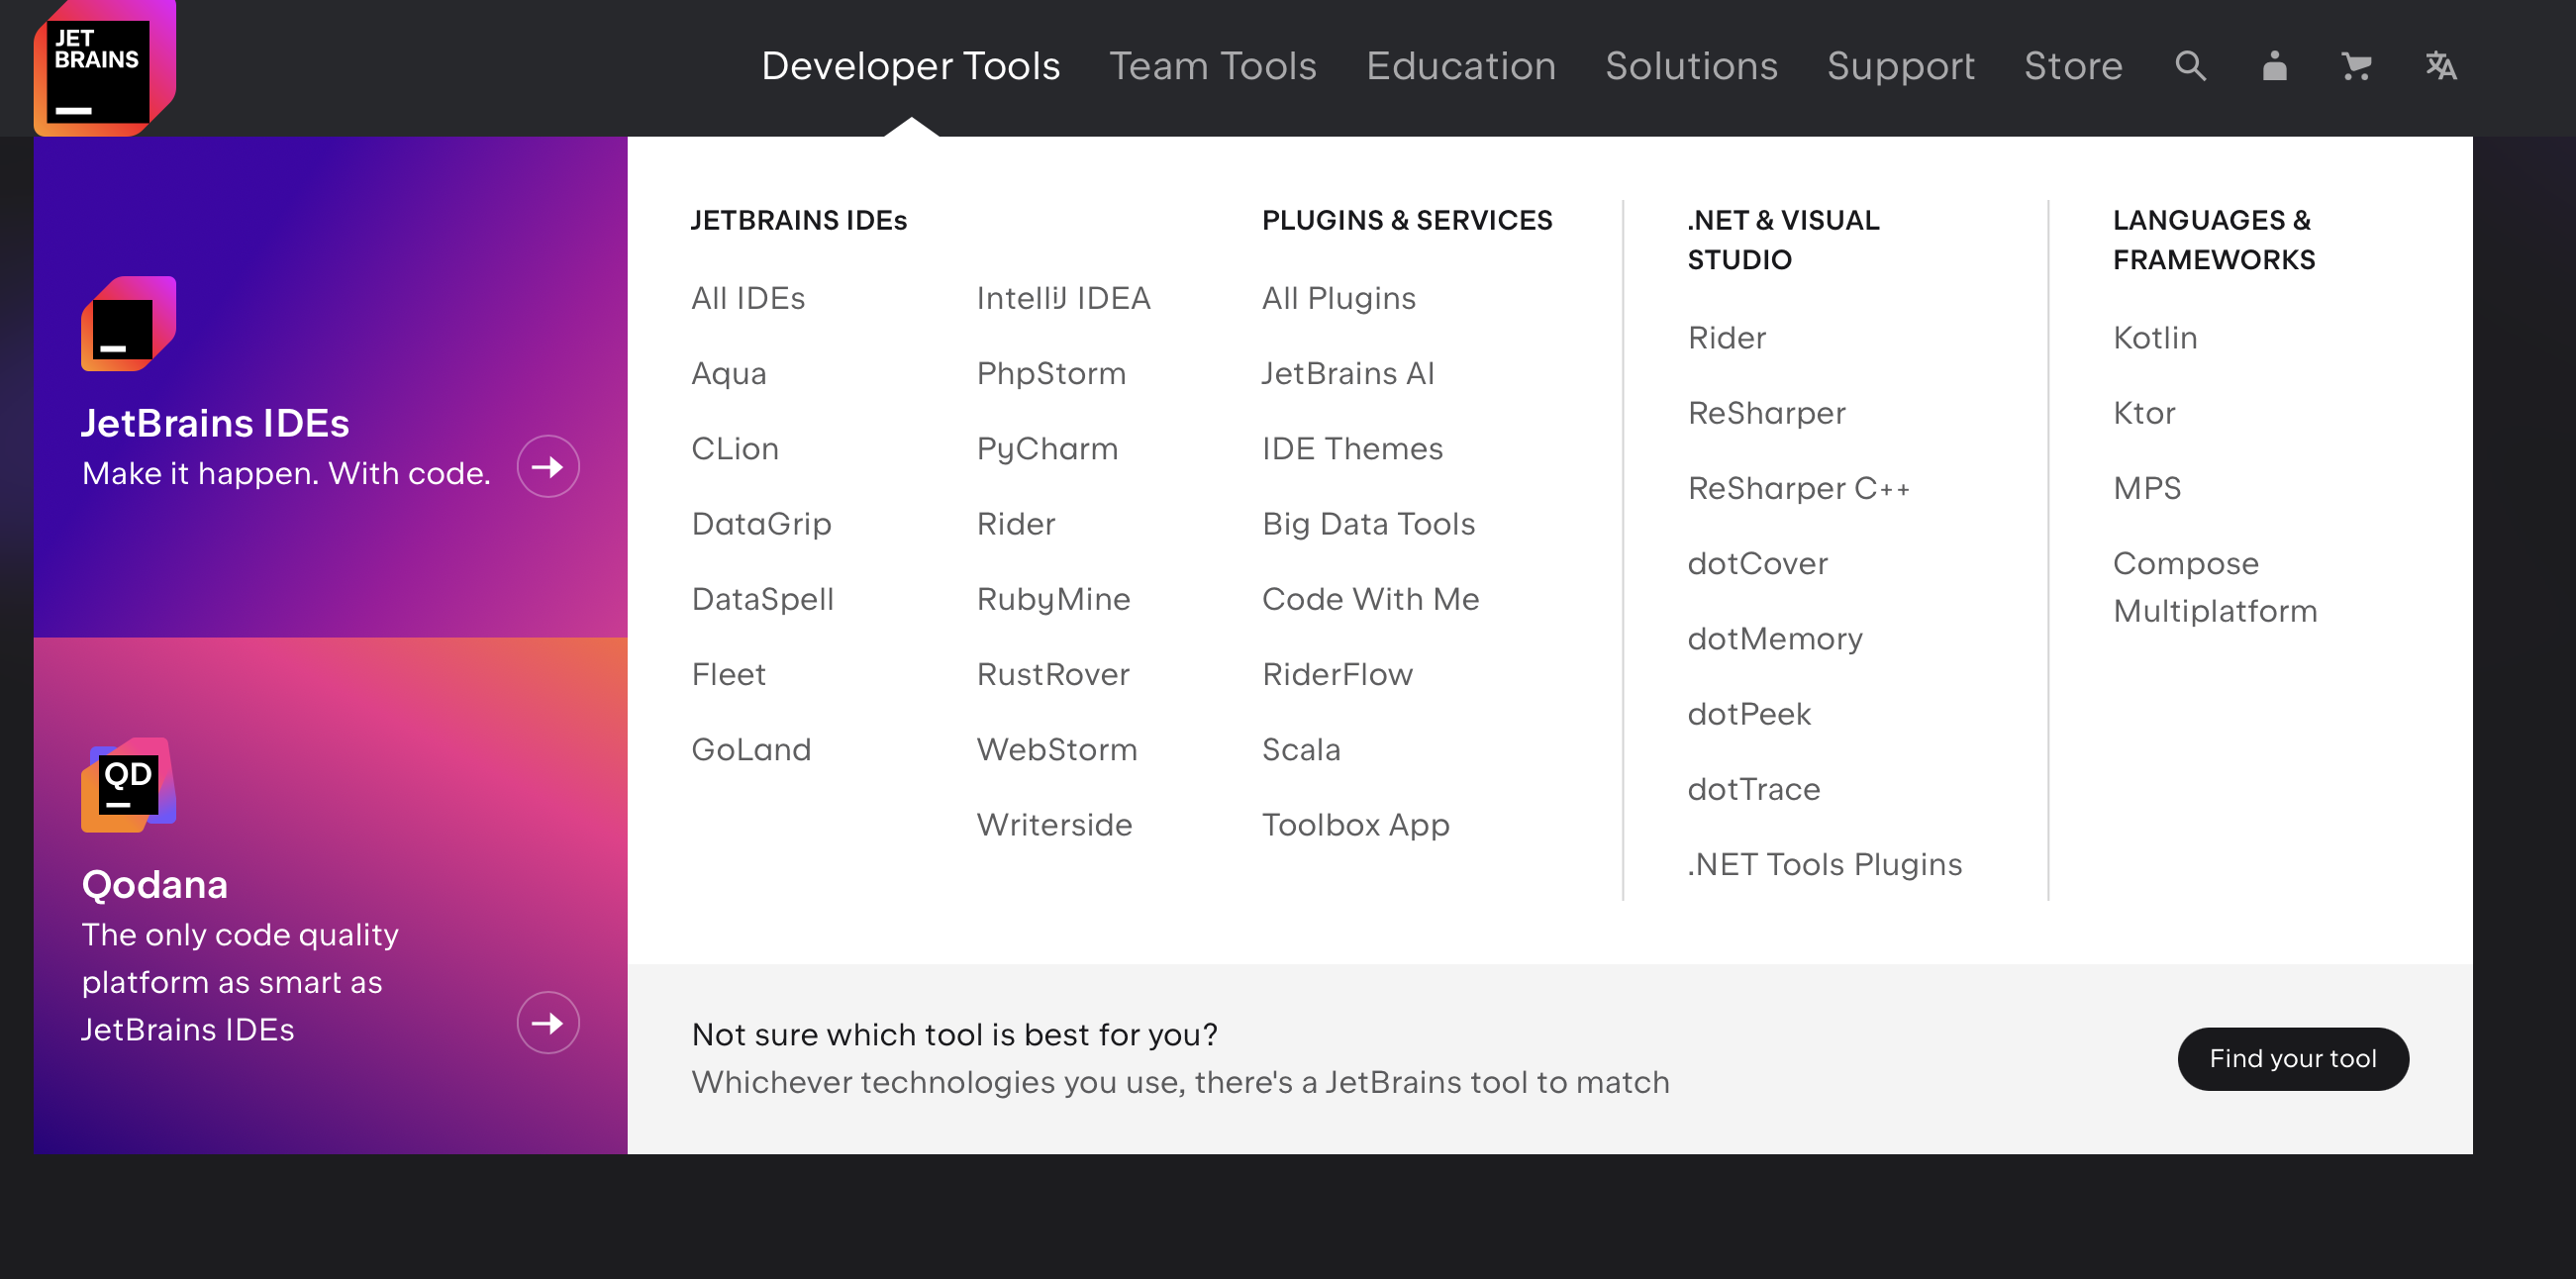 JET
BRAINS
Developer Tools
Team Tools
Education
Solutions
Support
Store
JetBrains IDEs
Make it happen. With code.
QD
Qodana
The only code quality
platform as smart as
JetBrains IDEs
JETBRAINS IDEs
All IDEs
Aqua
CLion
DataGrip
DataSpell
Fleet
GoLand
IntelliJ IDEA
PhpStorm
PyCharm
Rider
RubyMine
RustRover
WebStorm
Writerside
PLUGINS & SERVICES
All Plugins
JetBrains AI
IDE Themes
Big Data Tools
Code With Me
RiderFlow
Scala
Toolbox App
.NET & VISUAL
STUDIO
Rider
ReSharper
ReSharper C++
dotCover
dotMemory
dotPeek
dotTrace
.NET Tools Plugins
LANGUAGES &
FRAMEWORKS
Kotlin
Ktor
MPS
Compose
Multiplatform
Not sure which tool is best for you?
Whichever technologies you use, there's a JetBrains tool to match
Find your tool